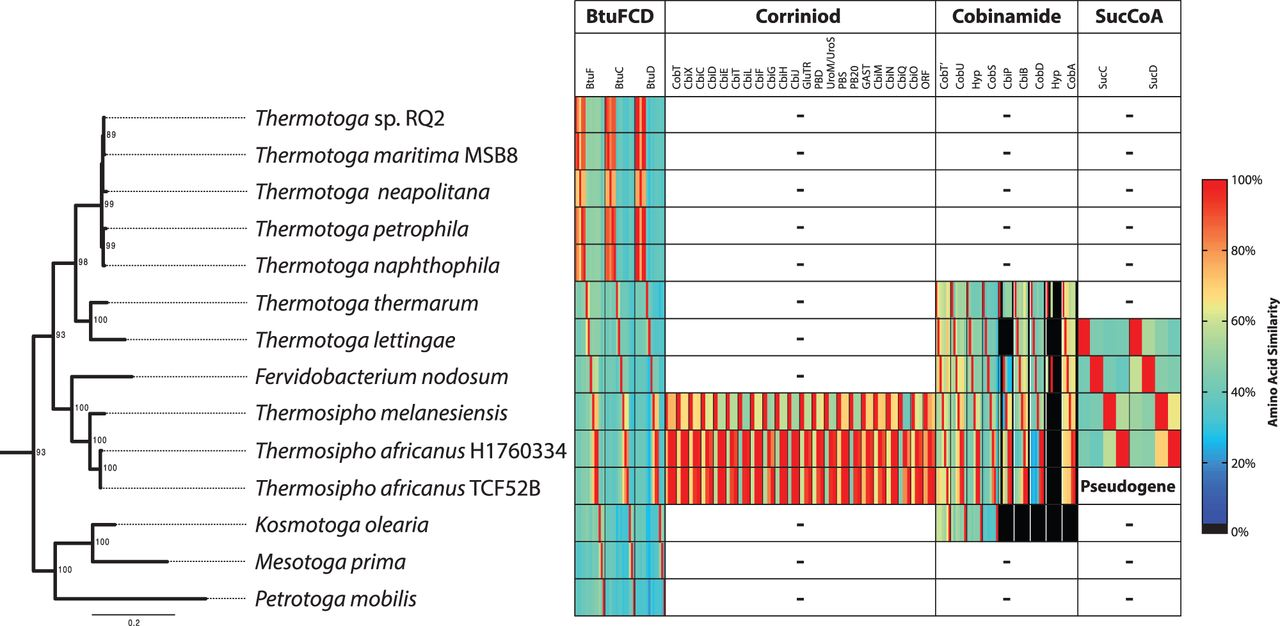 BtuFCD Corriniod Cobinamide SucCoA
BtuF BtuC BtuD CobT CbiX CbiC CbiD CbiE CbiT CbiL CbiF CbiG CbiH CbiJ GluTR PBD UroM/UroS PBS PB20 GAST CbiM CbiN CbiQ CbiO ORF CobT' CobU Hyp CobS CbiP CbiB CobD Hyp CobA SucC SucD
Thermotoga sp. RQ2 - - -
89
Thermotoga maritima MSB8 - - -
Thermotoga neapolitana - - -
99
Thermotoga petrophila - - -
99
Thermotoga naphthophila - - -
98
Thermotoga thermarum - -
100
Thermotoga lettingae -
93
Fervidobacterium nodosum -
100
Thermosipho melanesiensis
100
Thermosipho africanus H1760334
93
100
Thermosipho africanus TCF52B Pseudogene
Kosmotoga olearia - -
100
Mesotoga prima - - -
100
Petrotoga mobilis - - -
0.2
100%
80%
60%
40%
20%
0%
Amino Acid Similarity